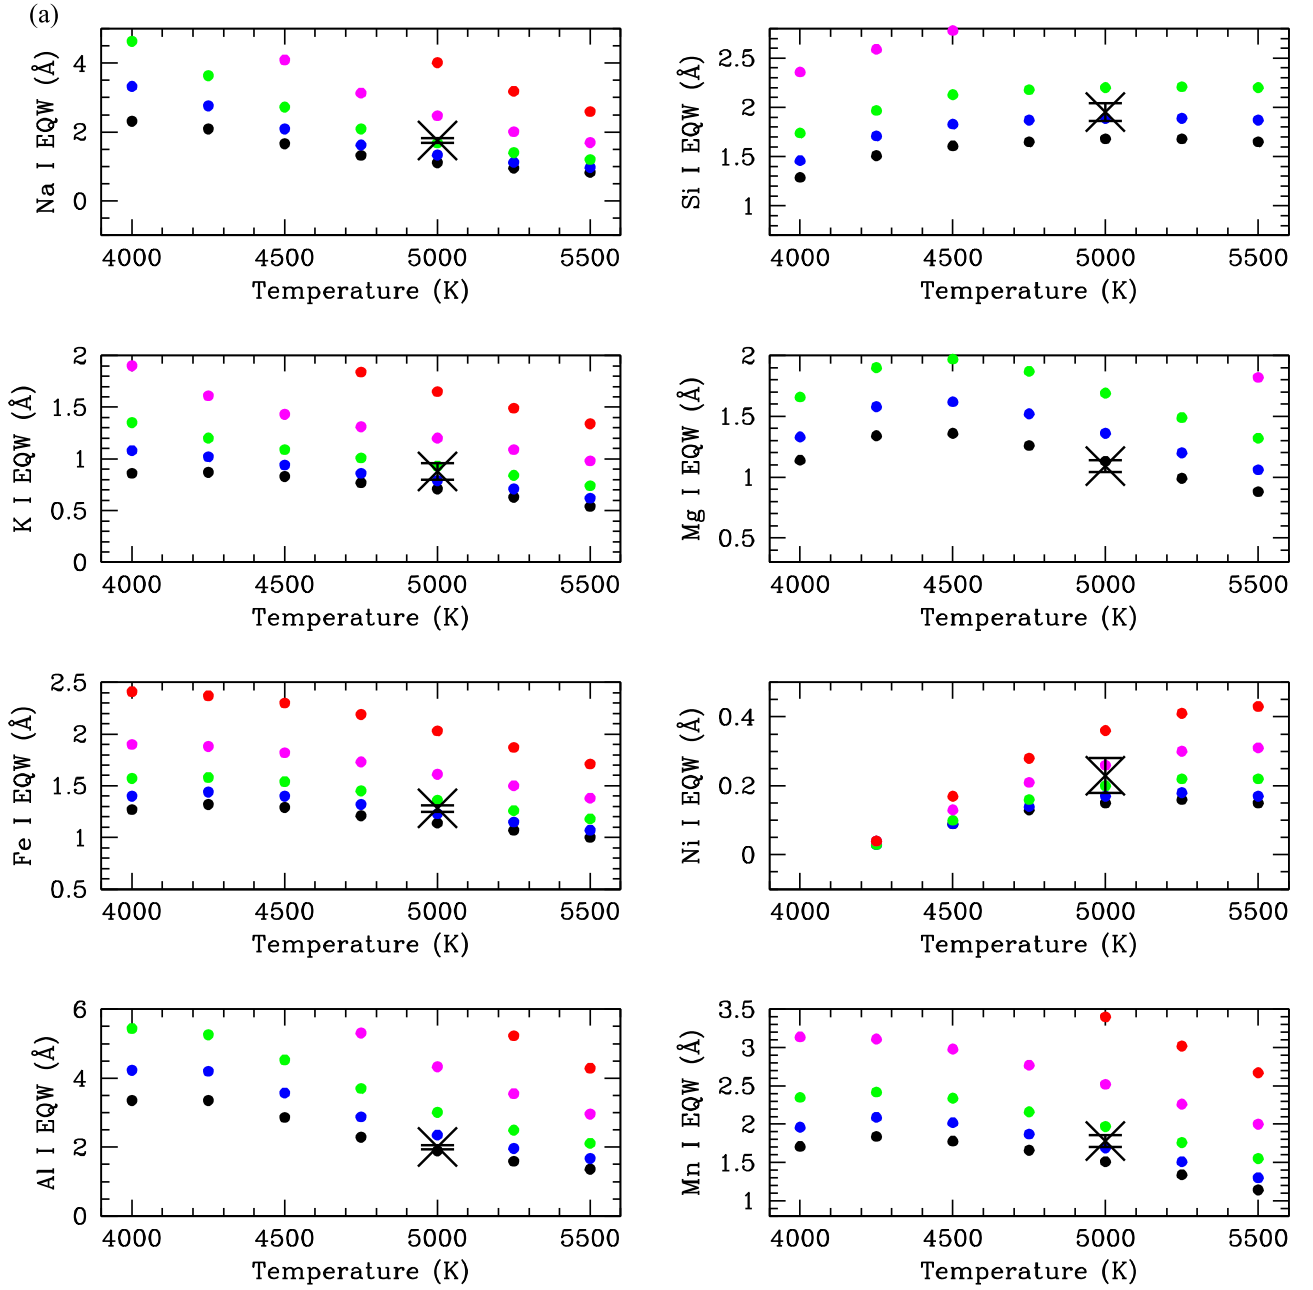 (a)
Na I EQW (Å)
4
2
0
4000 4500 5000 5500
Temperature (K)
Si I EQW (Å)
2.5
2
1.5
1
4000 4500 5000 5500
Temperature (K)
K I EQW (Å)
2
1.5
1
0.5
0
4000 4500 5000 5500
Temperature (K)
Mg I EQW (Å)
2
1.5
1
0.5
4000 4500 5000 5500
Temperature (K)
Fe I EQW (Å)
2.5
2
1.5
1
0.5
4000 4500 5000 5500
Temperature (K)
Ni I EQW (Å)
0.4
0.2
0
4000 4500 5000 5500
Temperature (K)
Al I EQW (Å)
6
4
2
0
4000 4500 5000 5500
Temperature (K)
Mn I EQW (Å)
3.5
3
2.5
2
1.5
1
4000 4500 5000 5500
Temperature (K)